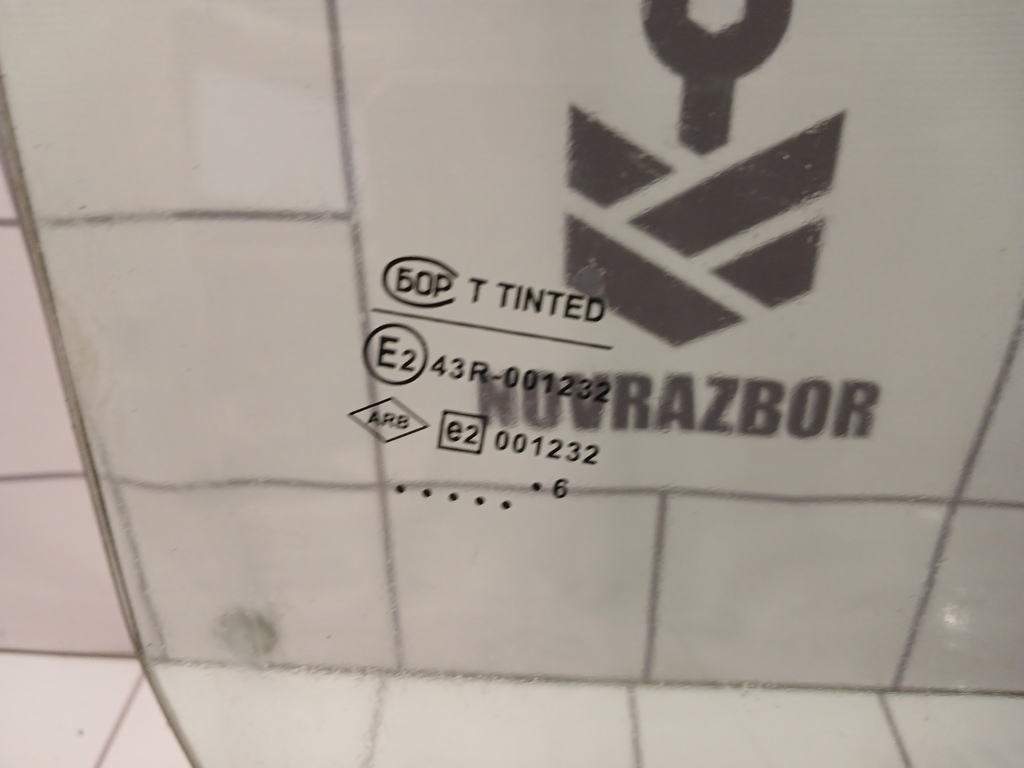 БОР T TINTED
E2 43R-001232
NOVRAZBOR
ARB e2 001232
.....
.6